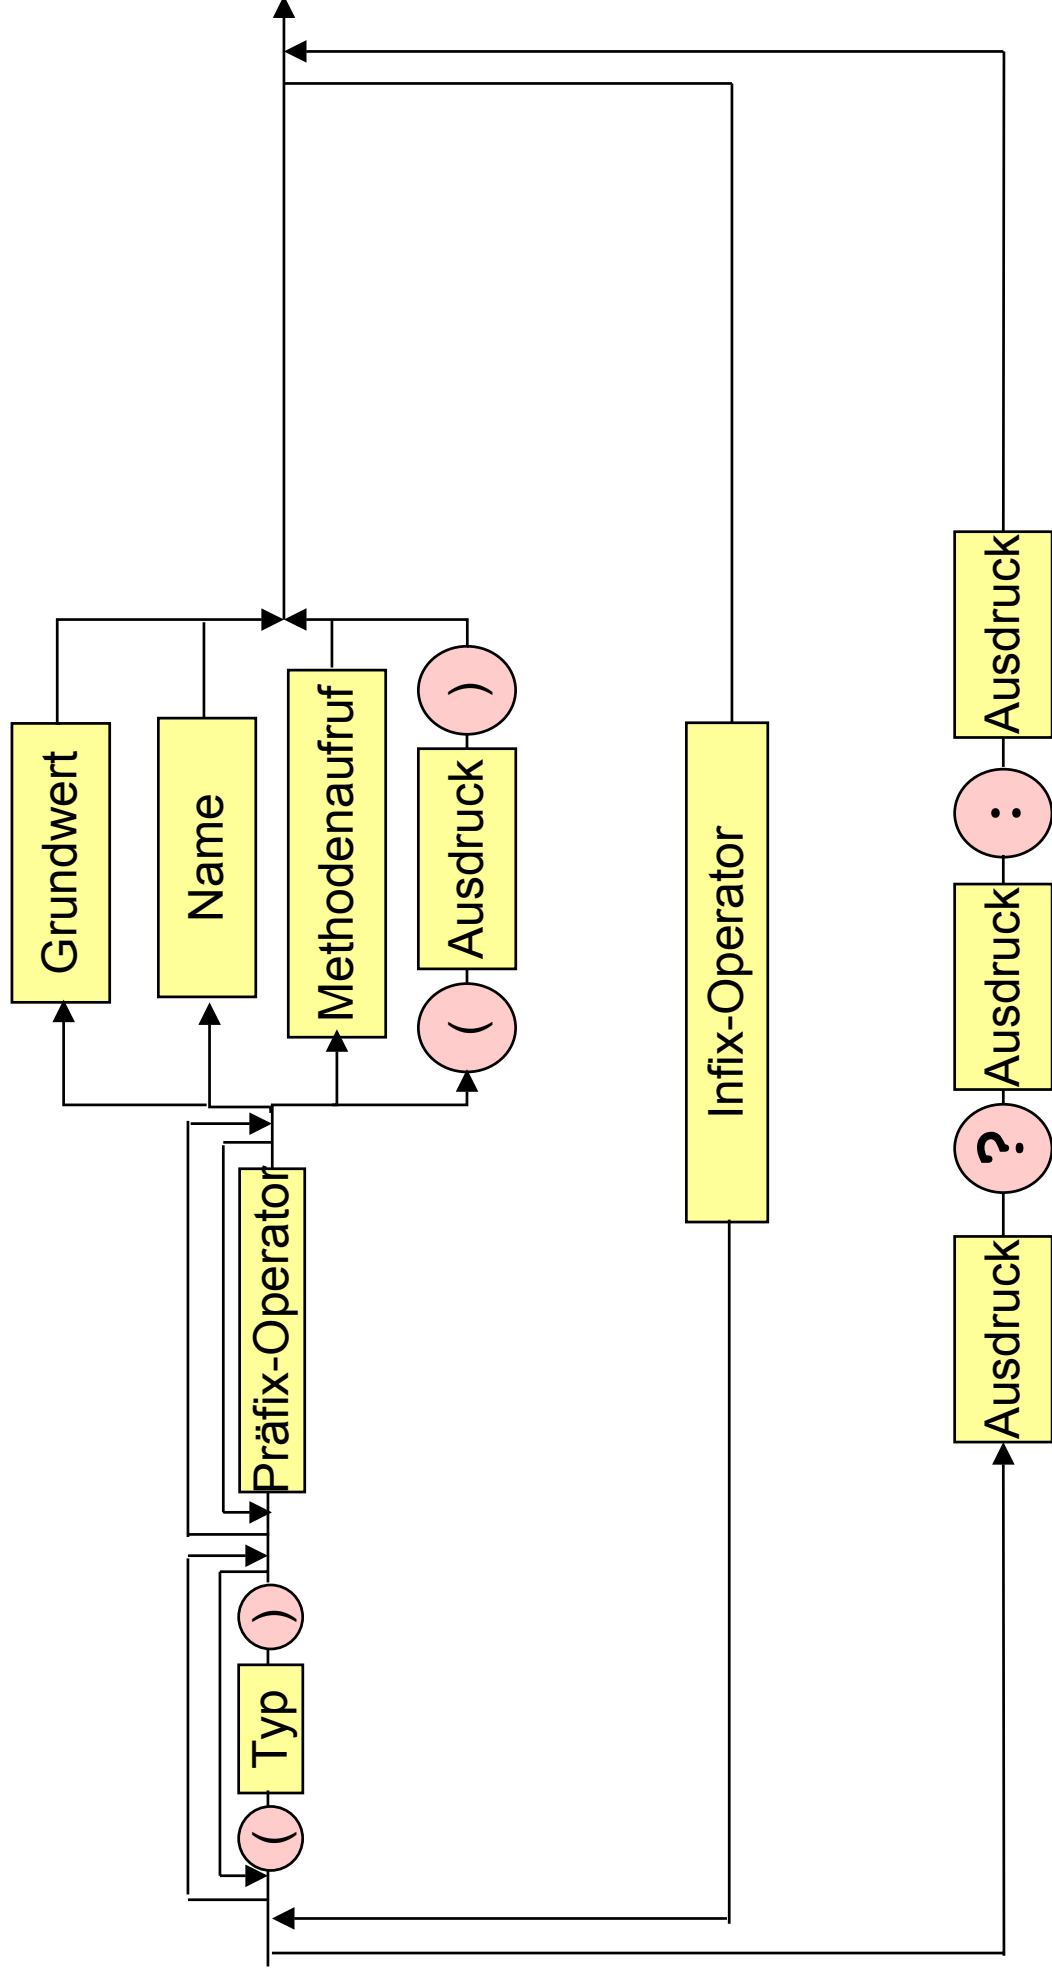 ( Typ ) Präfix-Operator
Grundwert
Name
Methodenaufruf
( Ausdruck )
Infix-Operator
Ausdruck ? Ausdruck : Ausdruck